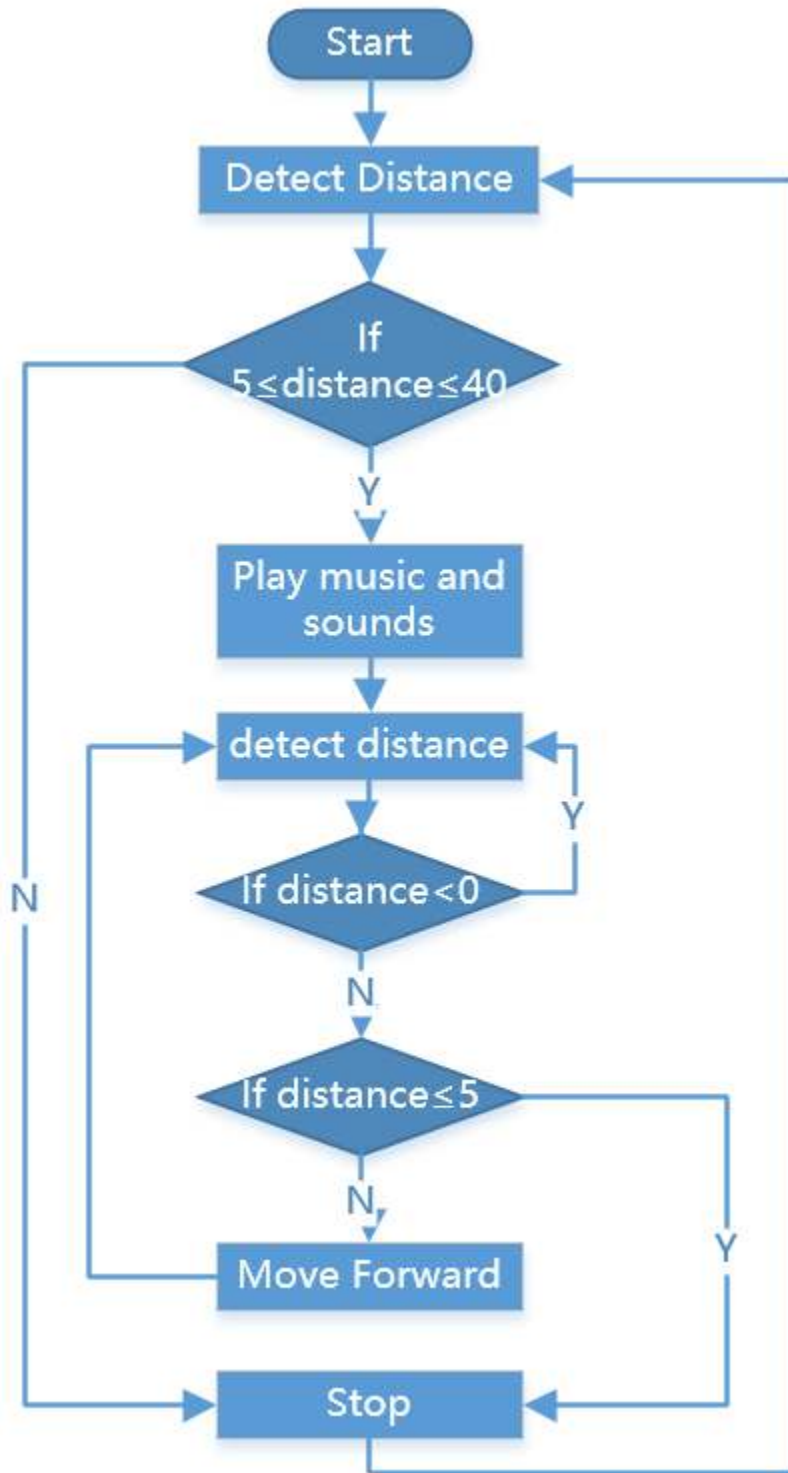 Start
Detect Distance
If
5≤distance≤40
Y
Play music and
sounds
detect distance
Y
If distance<0
N
N
If distance≤5
N
Y
Move Forward
Stop